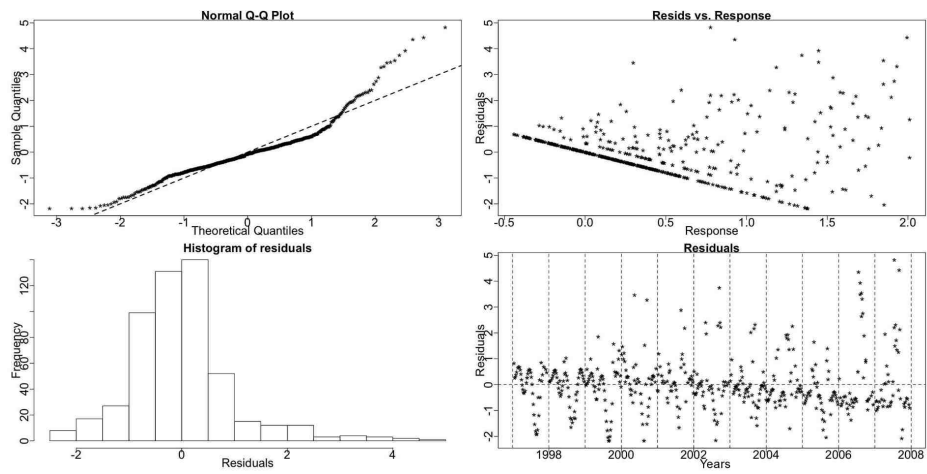 Normal Q-Q Plot
Sample Quantiles
5
4
3
2
1
0
-1
-2
-3 -2 -1 0 1 2 3
Theoretical Quantiles
Resids vs. Response
Residuals
5
4
3
2
1
0
-1
-2
-0.5 0.0 0.5 1.0 1.5 2.0
Response
Histogram of residuals
Frequency
120
80
60
40
20
0
-2 0 2 4
Residuals
Residuals
Residuals
5
4
3
2
1
0
-1
-2
1998 2000 2002 2004 2006 2008
Years